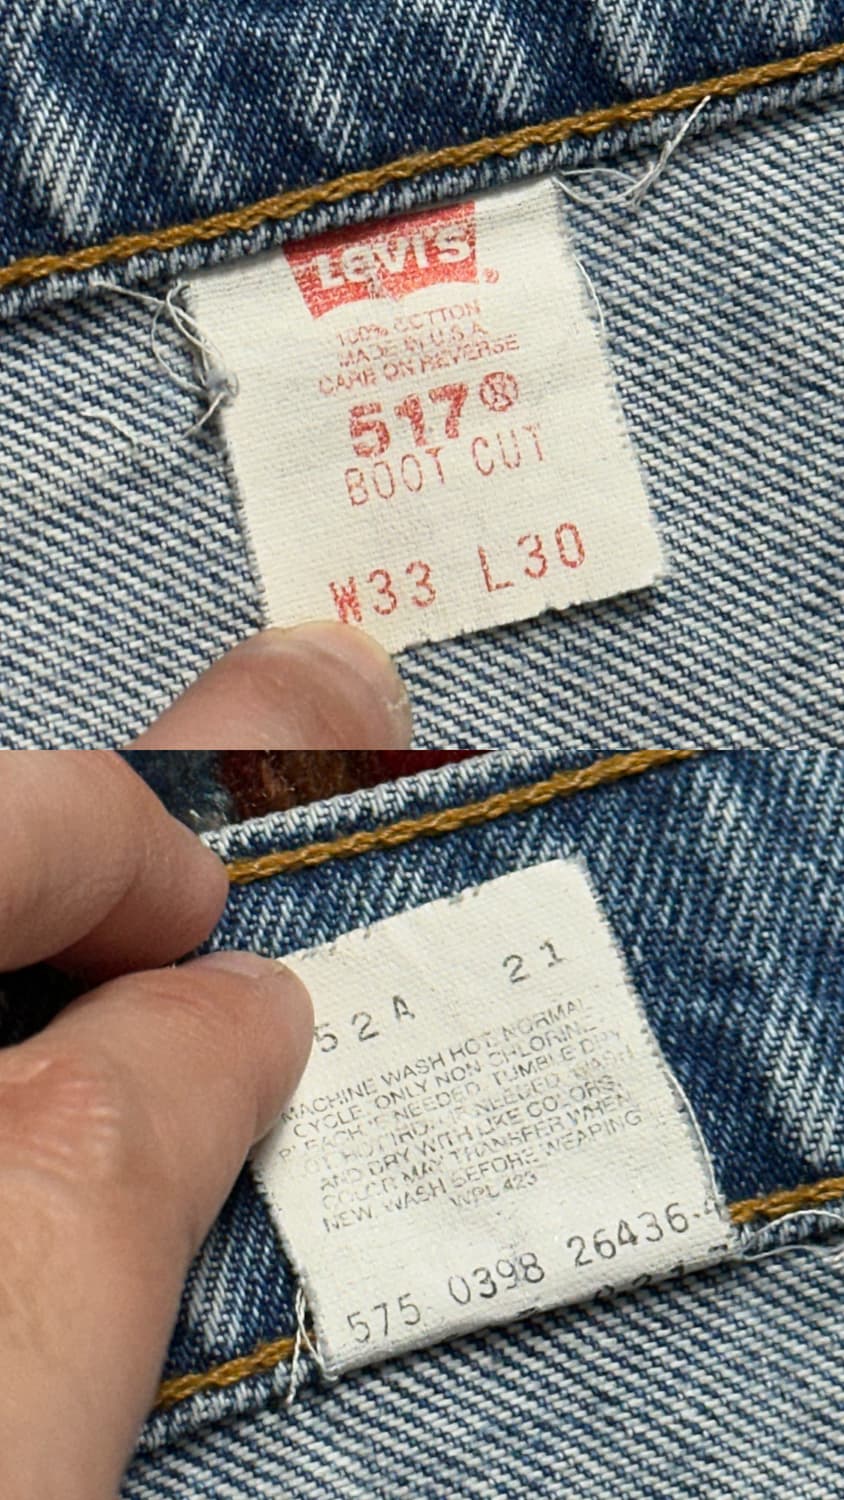 LEVI'S®
100% COTTON
MADE IN U.S.A.
CARE ON REVERSE
517®
BOOT CUT
W33 L30
52A 21
MACHINE WASH HOT NORMAL
CYCLE. ONLY NON CHLORINE
BLEACH IF NEEDED. TUMBLE DRY
HOT. HOT IRON IF NEEDED. WASH
AND DRY WITH LIKE COLORS.
COLOR MAY TRANSFER WHEN
NEW. WASH BEFORE WEARING
WPL 423
575 0398 26436-4